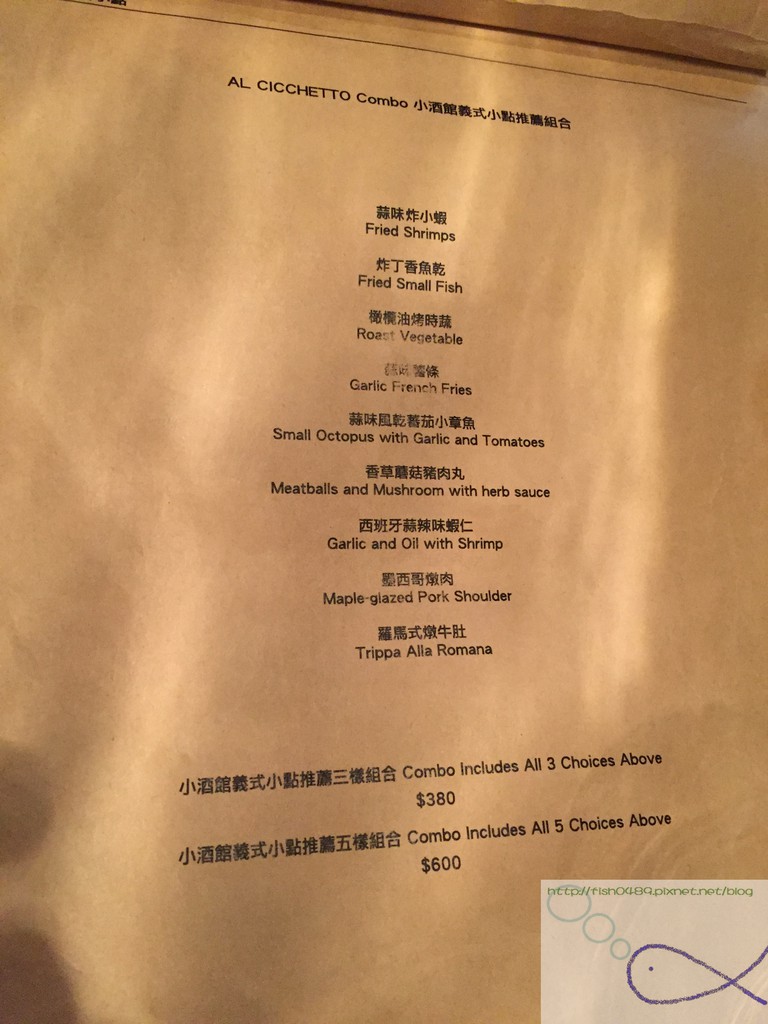 AL CICCHETTO Combo 小酒館義式小點推薦組合
蒜味炸小蝦
Fried Shrimps
炸丁香魚乾
Fried Small Fish
橄欖油烤時蔬
Roast Vegetable
蒜味薯條
Garlic French Fries
蒜味風乾蕃茄小章魚
Small Octopus with Garlic and Tomatoes
香草蘑菇豬肉丸
Meatballs and Mushroom with herb sauce
西班牙蒜辣味蝦仁
Garlic and Oil with Shrimp
墨西哥燉肉
Maple-glazed Pork Shoulder
羅馬式燉牛肚
Trippa Alla Romana
小酒館義式小點推薦三樣組合 Combo Includes All 3 Choices Above
$380
小酒館義式小點推薦五樣組合 Combo Includes All 5 Choices Above
$600
http://fish0489.pixnet.net/blog